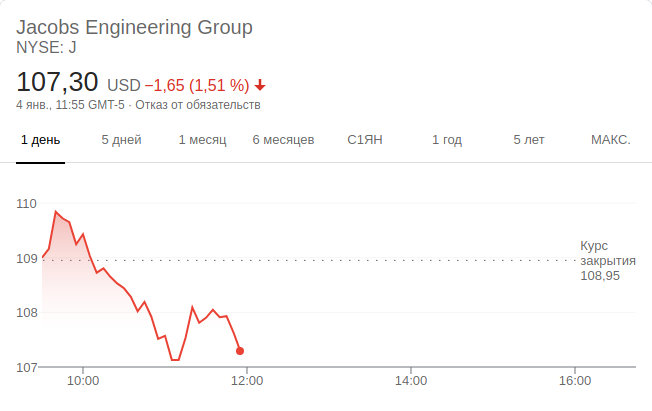 Jacobs Engineering Group
NYSE: J
107,30 USD −1,65 (1,51 %)
4 янв., 11:55 GMT-5 · Отказ от обязательств
1 день 5 дней 1 месяц 6 месяцев С1ЯН 1 год 5 лет МАКС.
110
109
108
107
Курс
закрытия
108,95
10:00 12:00 14:00 16:00